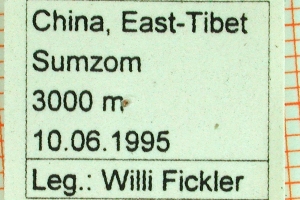 China, East-Tibet
Sumzom
3000 m
10.06.1995
Leg.: Willi Fickler